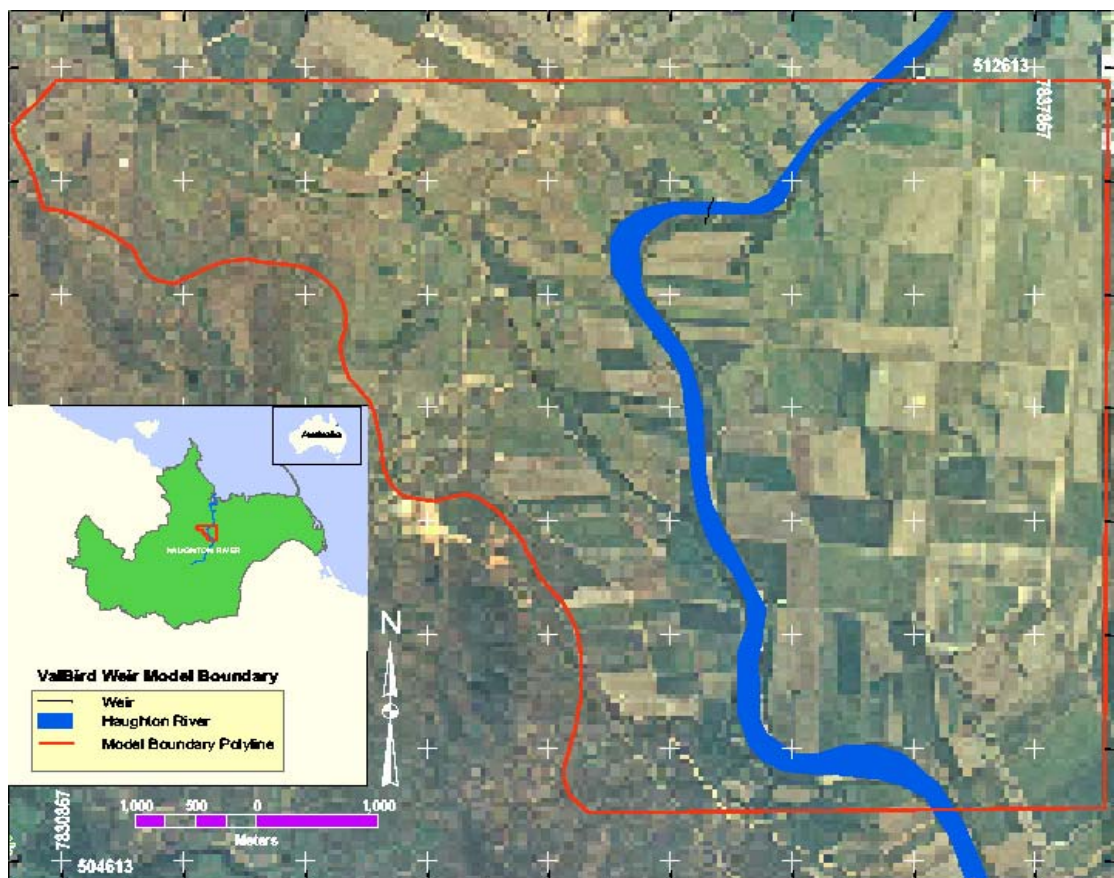 512613
7837867
Australia
HAUGHTON RIVER
N
ValBird Weir Model Boundary
Weir
Haughton River
Model Boundary Polyline
1,000 500 0 1,000
Meters
7830867
504613